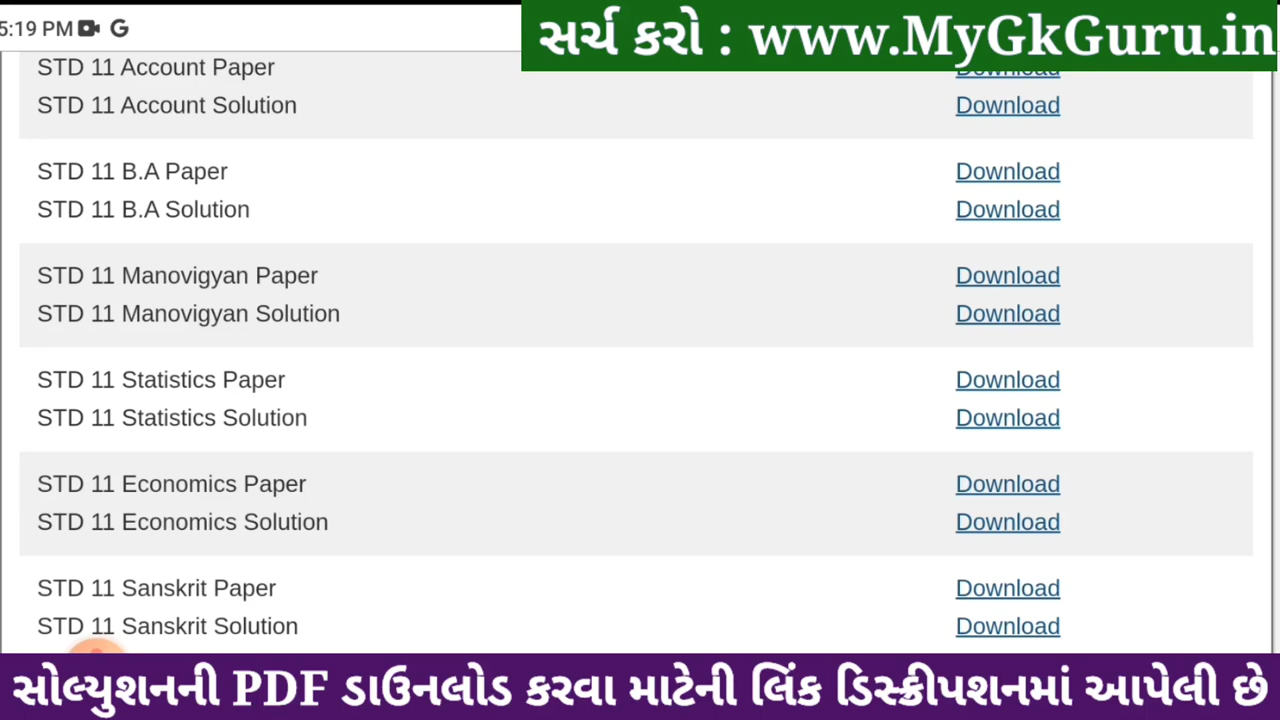 5:19 PM
સર્ચ કરો : www.MyGkGuru.in
STD 11 Account Paper Download
STD 11 Account Solution Download
STD 11 B.A Paper Download
STD 11 B.A Solution Download
STD 11 Manovigyan Paper Download
STD 11 Manovigyan Solution Download
STD 11 Statistics Paper Download
STD 11 Statistics Solution Download
STD 11 Economics Paper Download
STD 11 Economics Solution Download
STD 11 Sanskrit Paper Download
STD 11 Sanskrit Solution Download
સોલ્યુશનની PDF ડાઉનલોડ કરવા માટેની લિંક ડિસ્ક્રીપશનમાં આપેલી છે